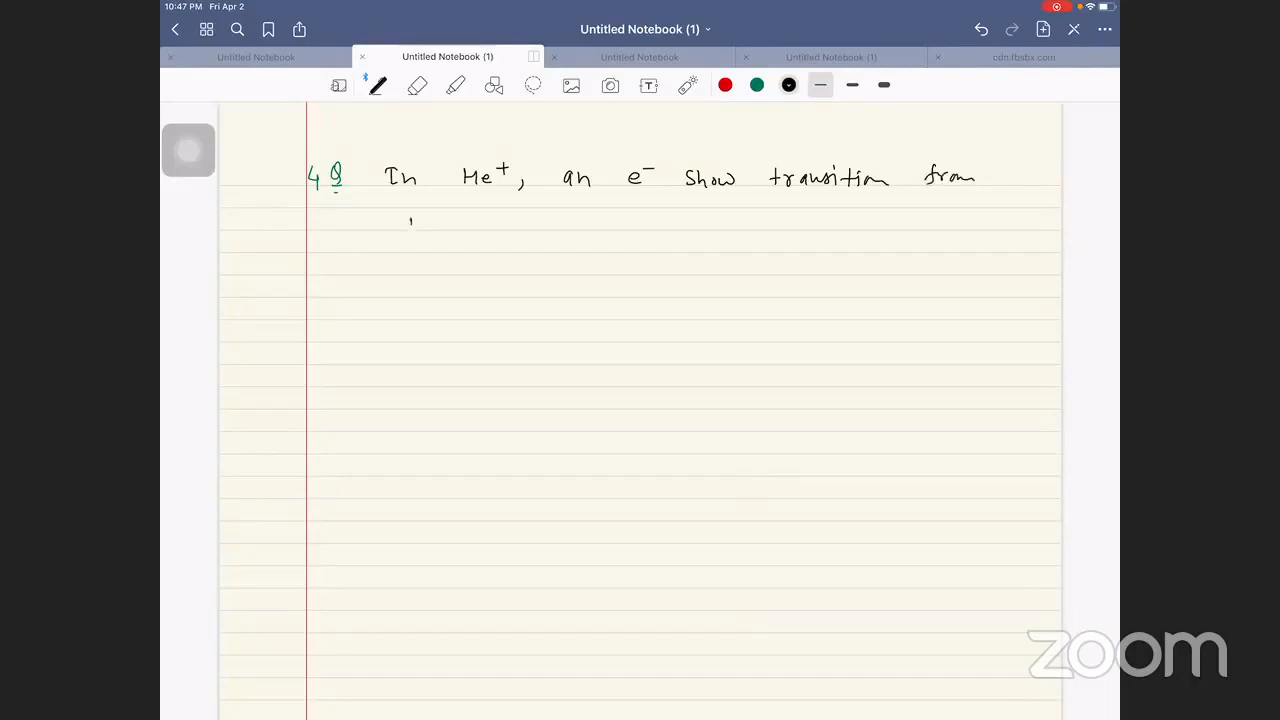 10:47 PM Fri Apr 2
Untitled Notebook (1)
Untitled Notebook
Untitled Notebook (1)
Untitled Notebook
Untitled Notebook (1)
cdn.fbsbx.com
4 Q In He⁺, an e⁻ show transition from
zoom